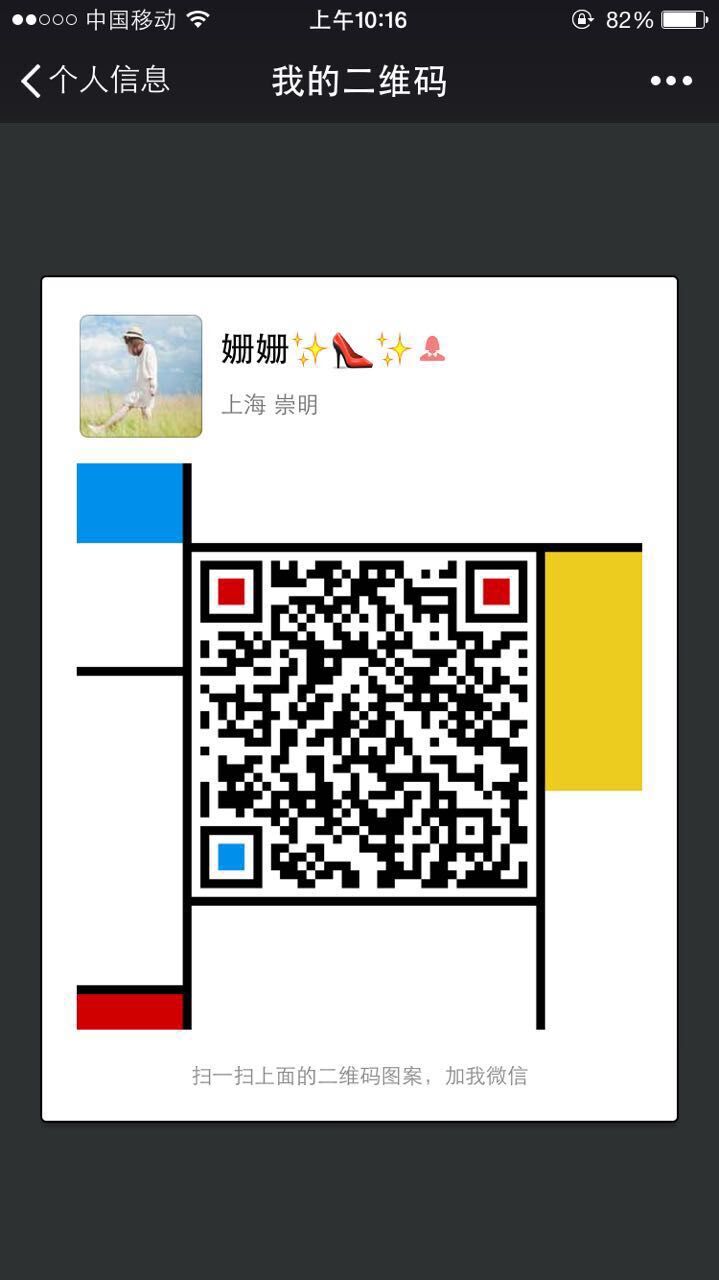 中国移动 上午10:16 82%
个人信息 我的二维码
姗姗✨👠✨
上海 崇明
扫一扫上面的二维码图案，加我微信